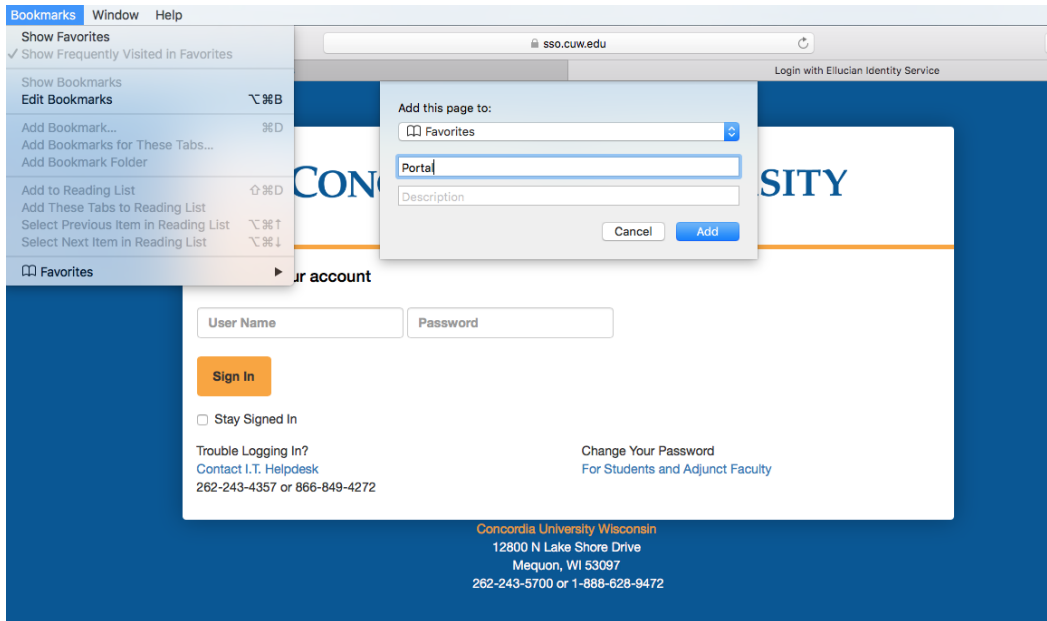 Bookmarks Window Help
Show Favorites
✓ Show Frequently Visited in Favorites
Show Bookmarks
Edit Bookmarks ⌥⌘B
Add Bookmark... ⌘D
Add Bookmarks for These Tabs...
Add Bookmark Folder
Add to Reading List ⇧⌘D
Add These Tabs to Reading List
Select Previous Item in Reading List ⌥⌘↑
Select Next Item in Reading List ⌥⌘↓
Favorites ▶
sso.cuw.edu
Login with Ellucian Identity Service
Add this page to:
Favorites
Portal
Description
Cancel Add
CON SITY
ur account
User Name Password
Sign In
Stay Signed In
Trouble Logging In?
Contact I.T. Helpdesk
262-243-4357 or 866-849-4272
Change Your Password
For Students and Adjunct Faculty
Concordia University Wisconsin
12800 N Lake Shore Drive
Mequon, WI 53097
262-243-5700 or 1-888-628-9472